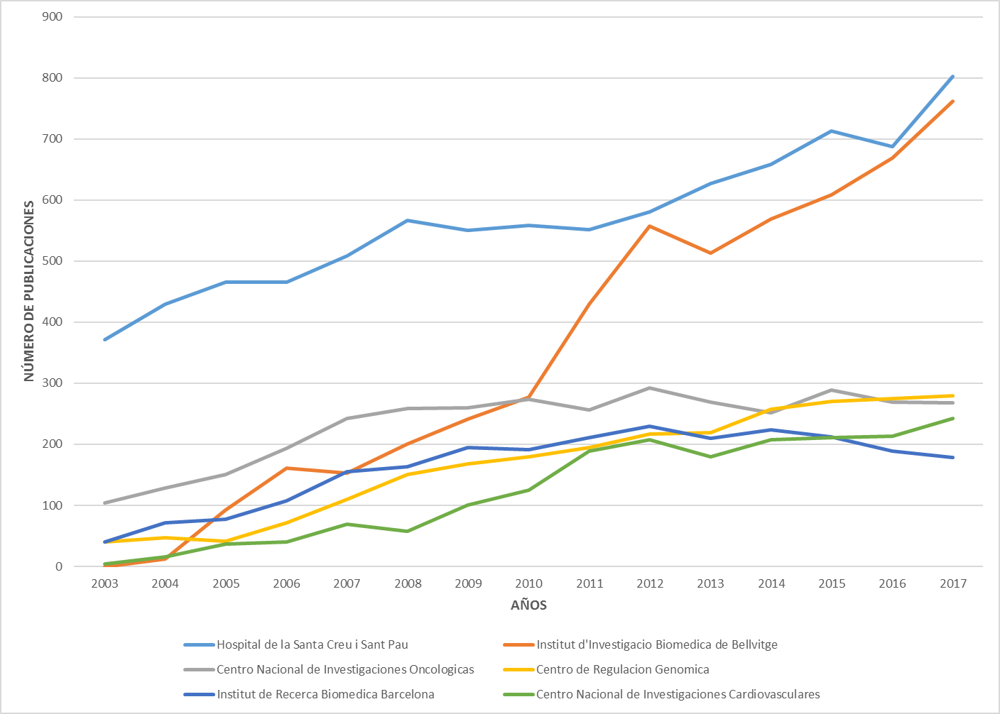 900
800
700
600
500
400
300
200
100
0
NÚMERO DE PUBLICACIONES
2003 2004 2005 2006 2007 2008 2009 2010 2011 2012 2013 2014 2015 2016 2017
AÑOS
Hospital de la Santa Creu i Sant Pau
Institut d'Investigacio Biomedica de Bellvitge
Centro Nacional de Investigaciones Oncologicas
Centro de Regulacion Genomica
Institut de Recerca Biomedica Barcelona
Centro Nacional de Investigaciones Cardiovasculares